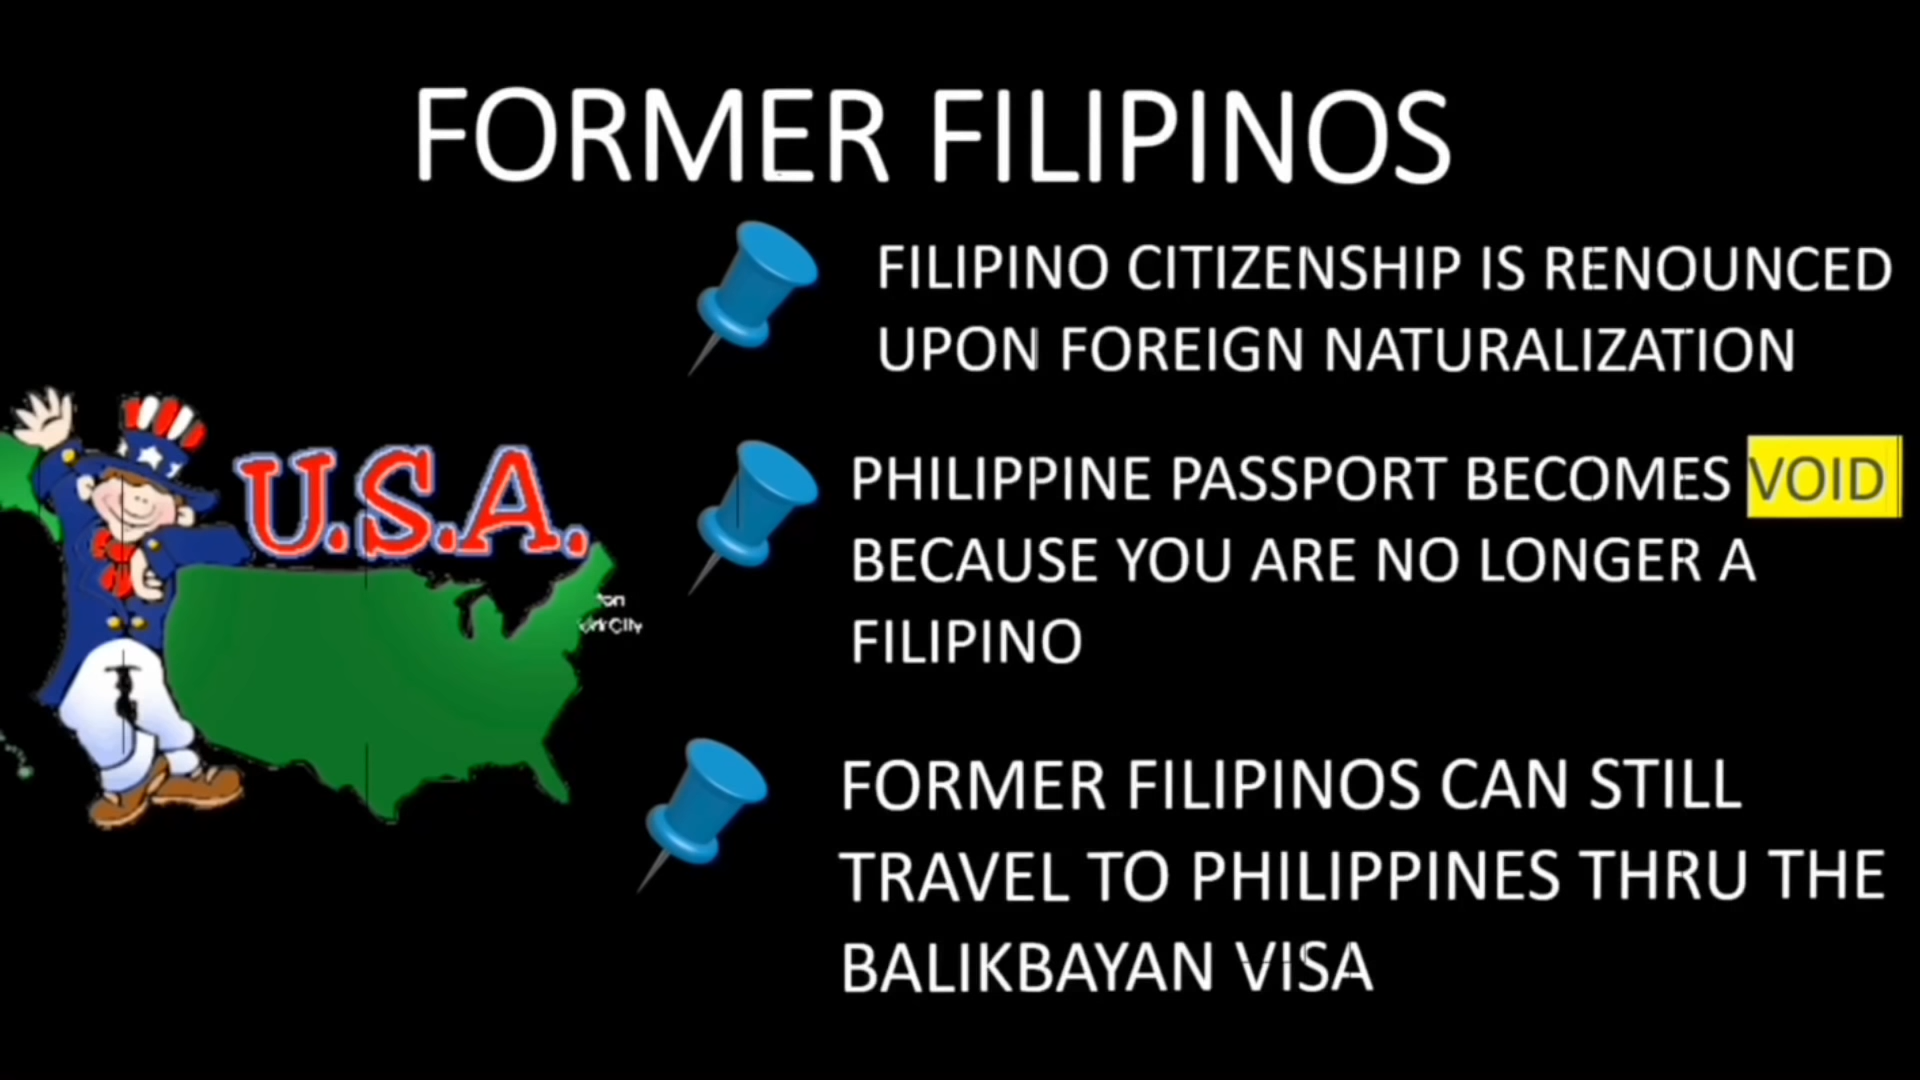 FORMER FILIPINOS
FILIPINO CITIZENSHIP IS RENOUNCED
UPON FOREIGN NATURALIZATION
U.S.A.
PHILIPPINE PASSPORT BECOMES VOID
BECAUSE YOU ARE NO LONGER A
FILIPINO
FORMER FILIPINOS CAN STILL
TRAVEL TO PHILIPPINES THRU THE
BALIKBAYAN VISA